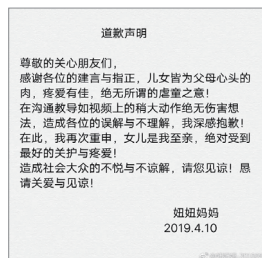 道歉声明
尊敬的关心朋友们，
感谢各位的建言与指正，儿女皆为父母心头的
肉，疼爱有佳，绝无所谓的虐童之意！
在沟通教导如视频上的稍大动作绝无伤害想
法，造成各位的误解与不理解，我深感抱歉！
在此，我再次重申，女儿是我至亲，绝对受到
最好的关护与疼爱！
造成社会大众的不悦与不谅解，请您见谅！恳
请关爱与见谅！
妞妞妈妈
2019.4.10